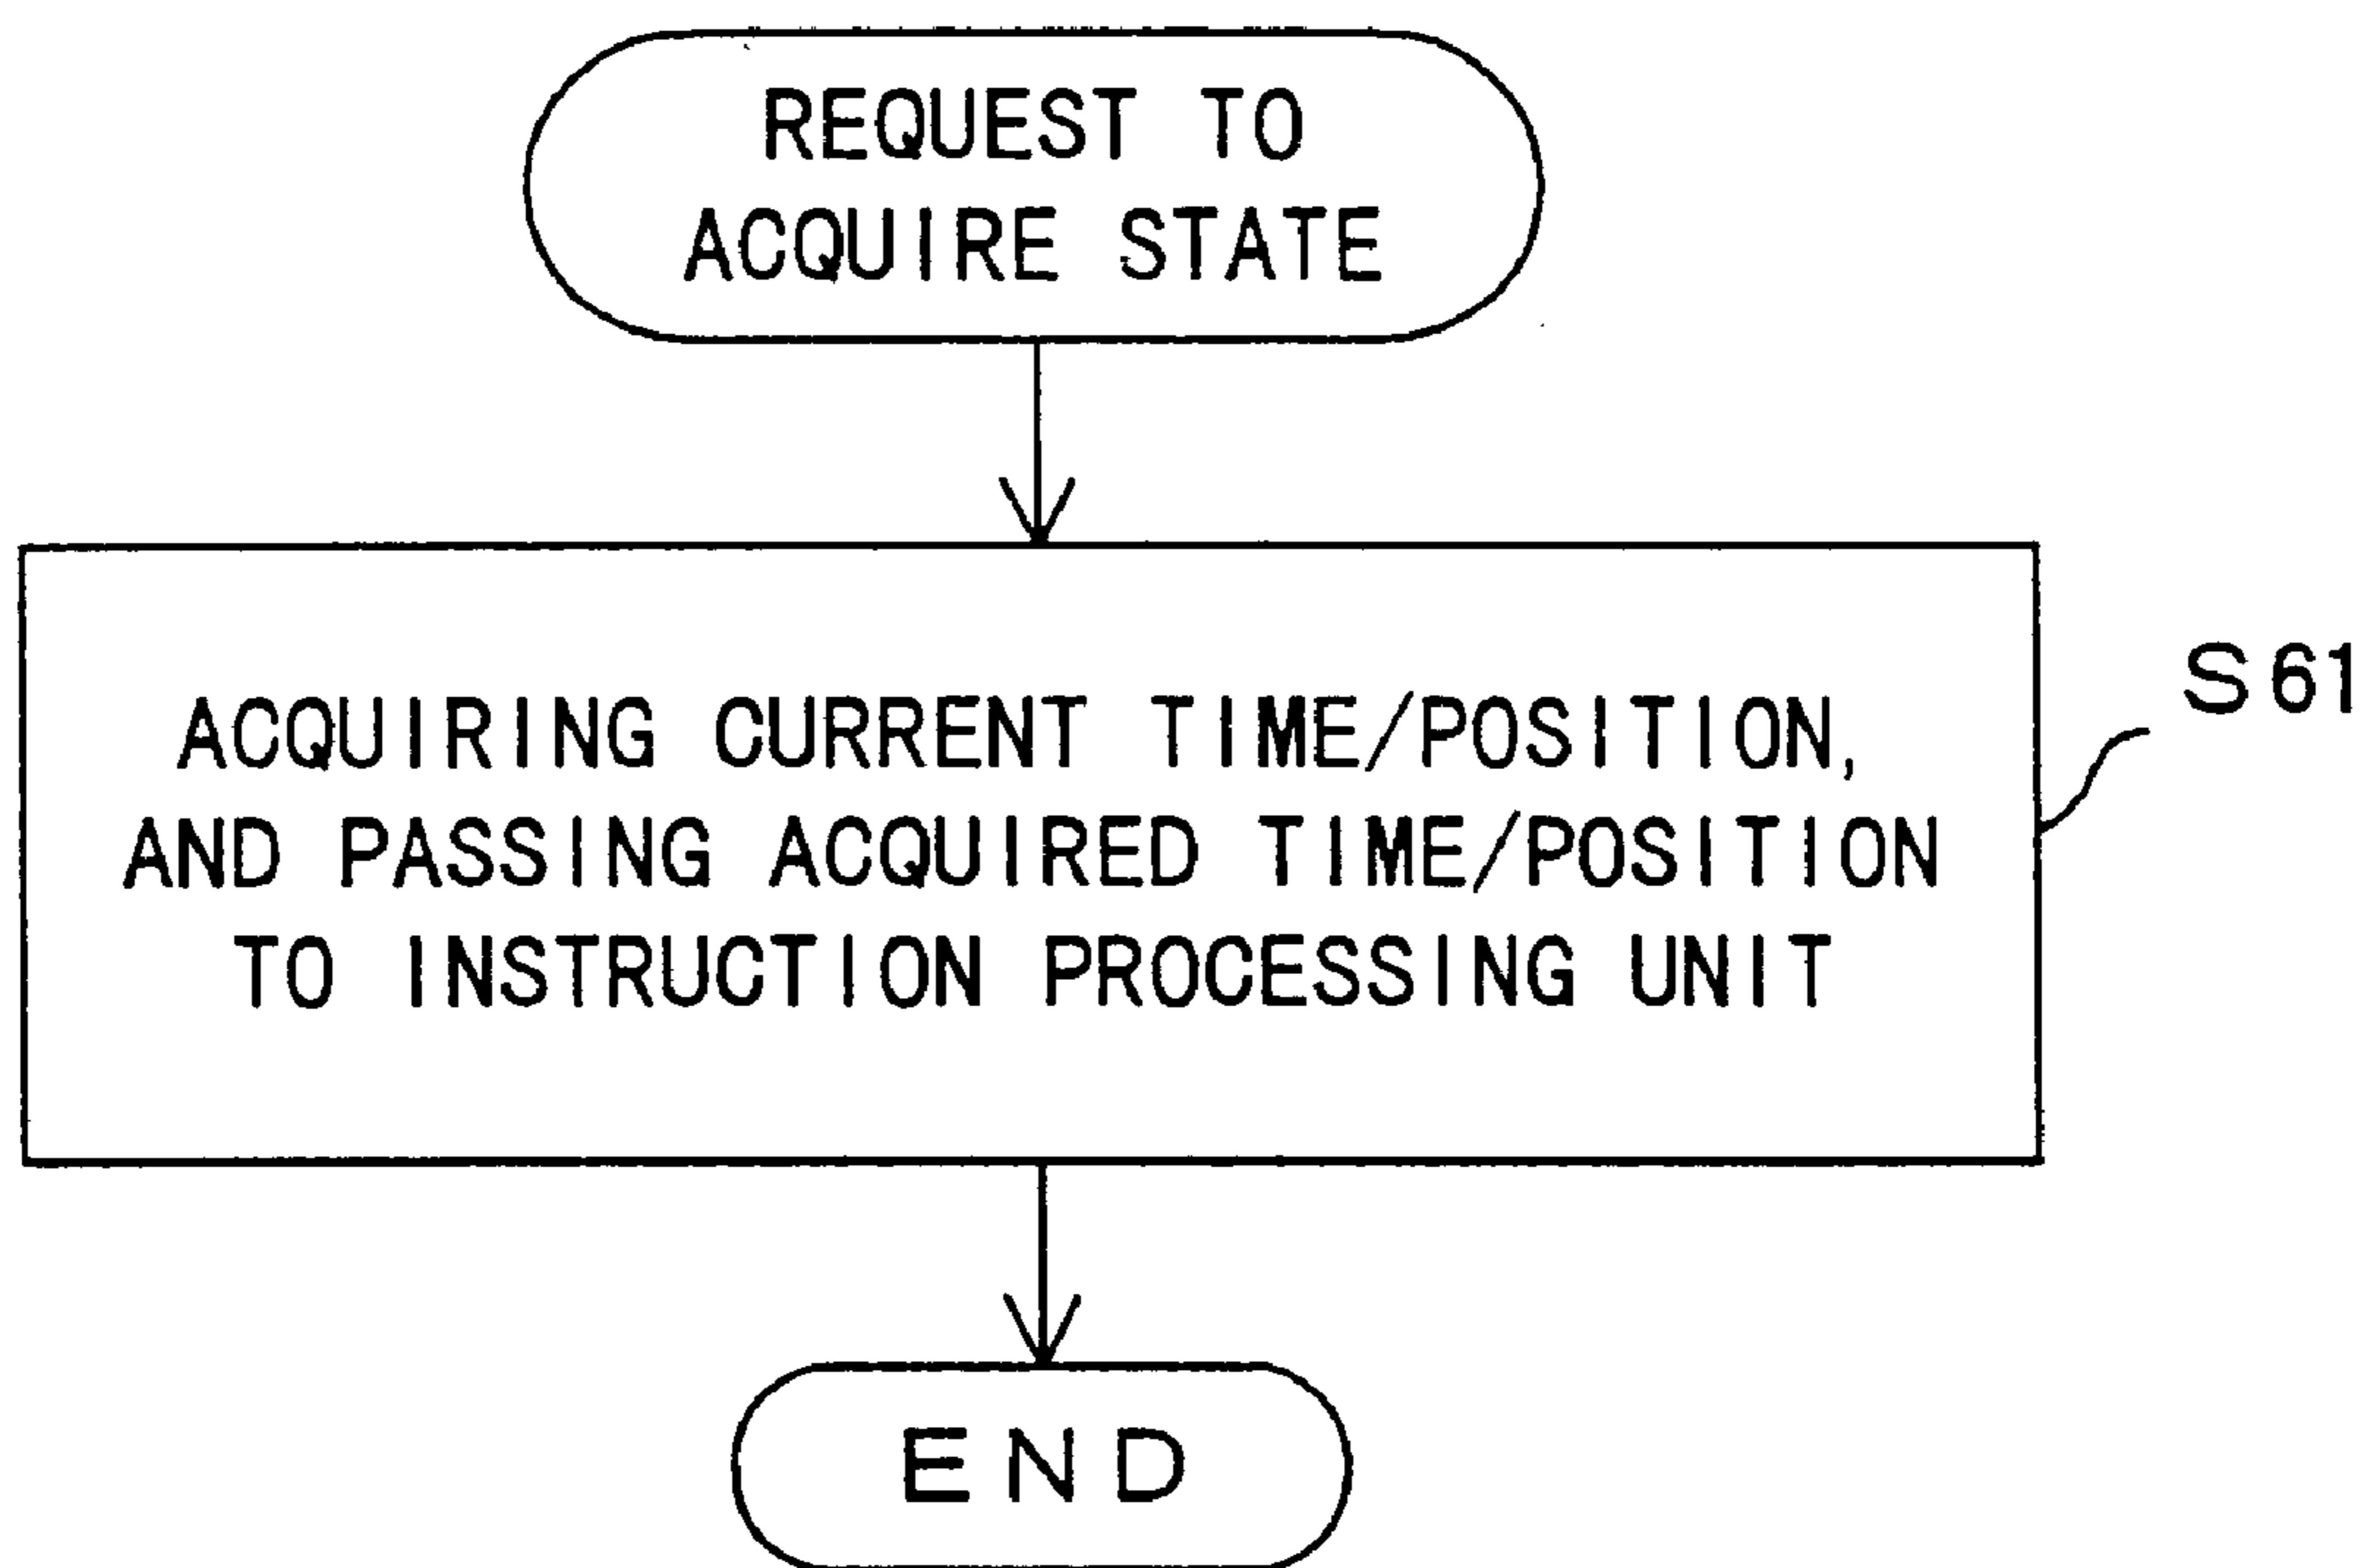 REQUEST TO
ACQUIRE STATE
S61
ACQUIRING CURRENT TIME/POSITION,
AND PASSING ACQUIRED TIME/POSITION
TO INSTRUCTION PROCESSING UNIT
END